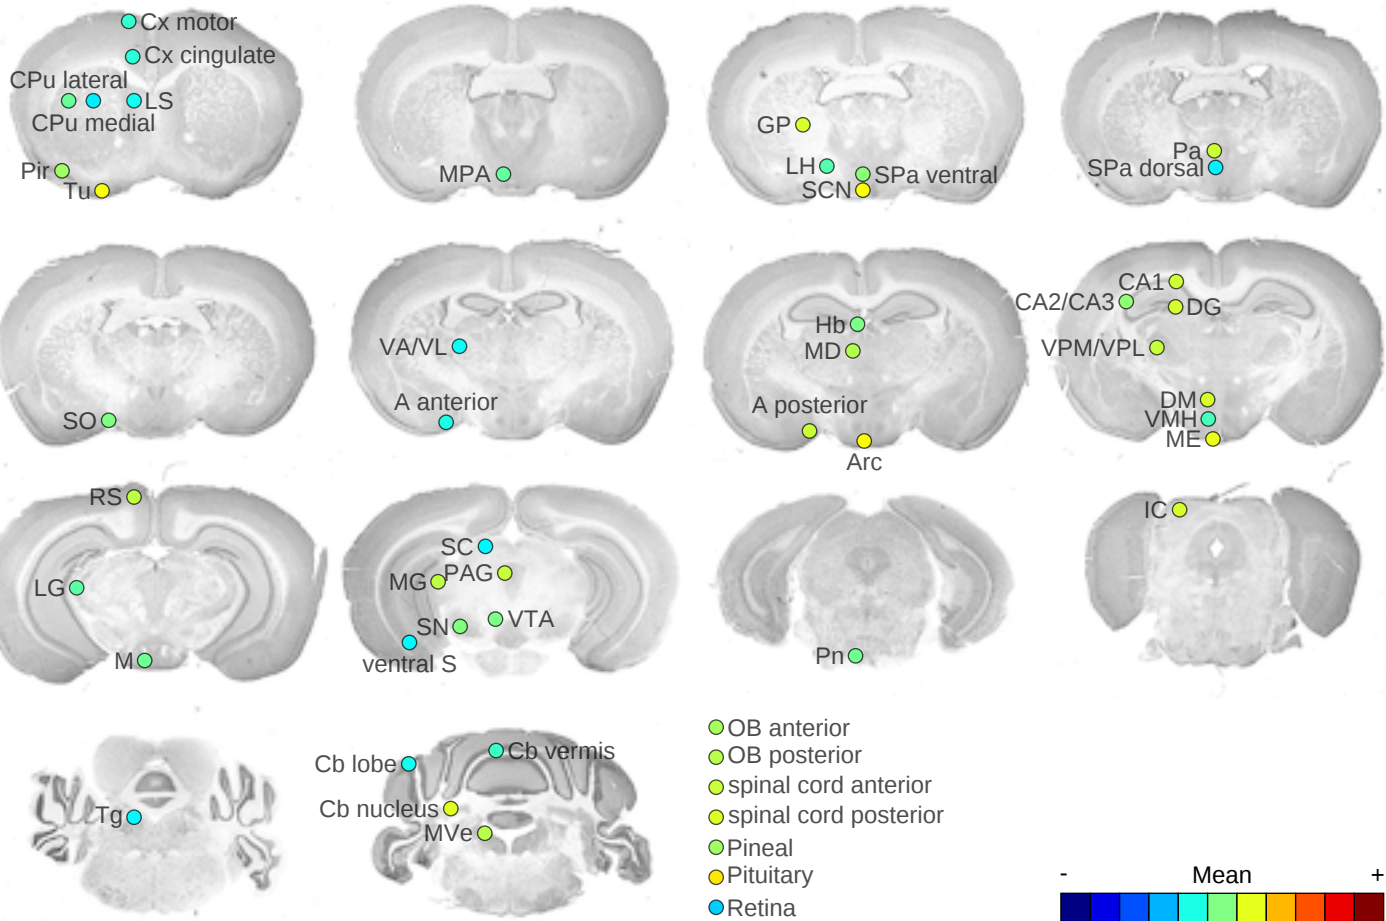 Cx motor
Cx cingulate
CPu lateral
LS
CPu medial
Pir
Tu
MPA
GP
LH
SPa ventral
SCN
Pa
SPa dorsal
SO
VA/VL
A anterior
Hb
MD
A posterior
Arc
CA1
CA2/CA3
DG
VPM/VPL
DM
VMH
ME
RS
LG
M
SC
MG
PAG
SN
VTA
ventral S
Pn
IC
Tg
Cb vermis
Cb lobe
Cb nucleus
MVe
OB anterior
OB posterior
spinal cord anterior
spinal cord posterior
Pineal
Pituitary
Retina
- Mean +